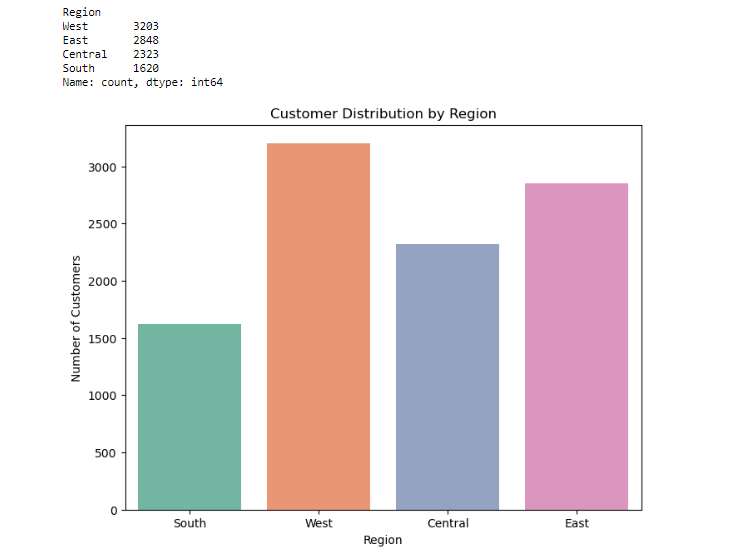 Region
West 3203
East 2848
Central 2323
South 1620
Name: count, dtype: int64
Customer Distribution by Region
Number of Customers
3000
2500
2000
1500
1000
500
0
South West Central East
Region